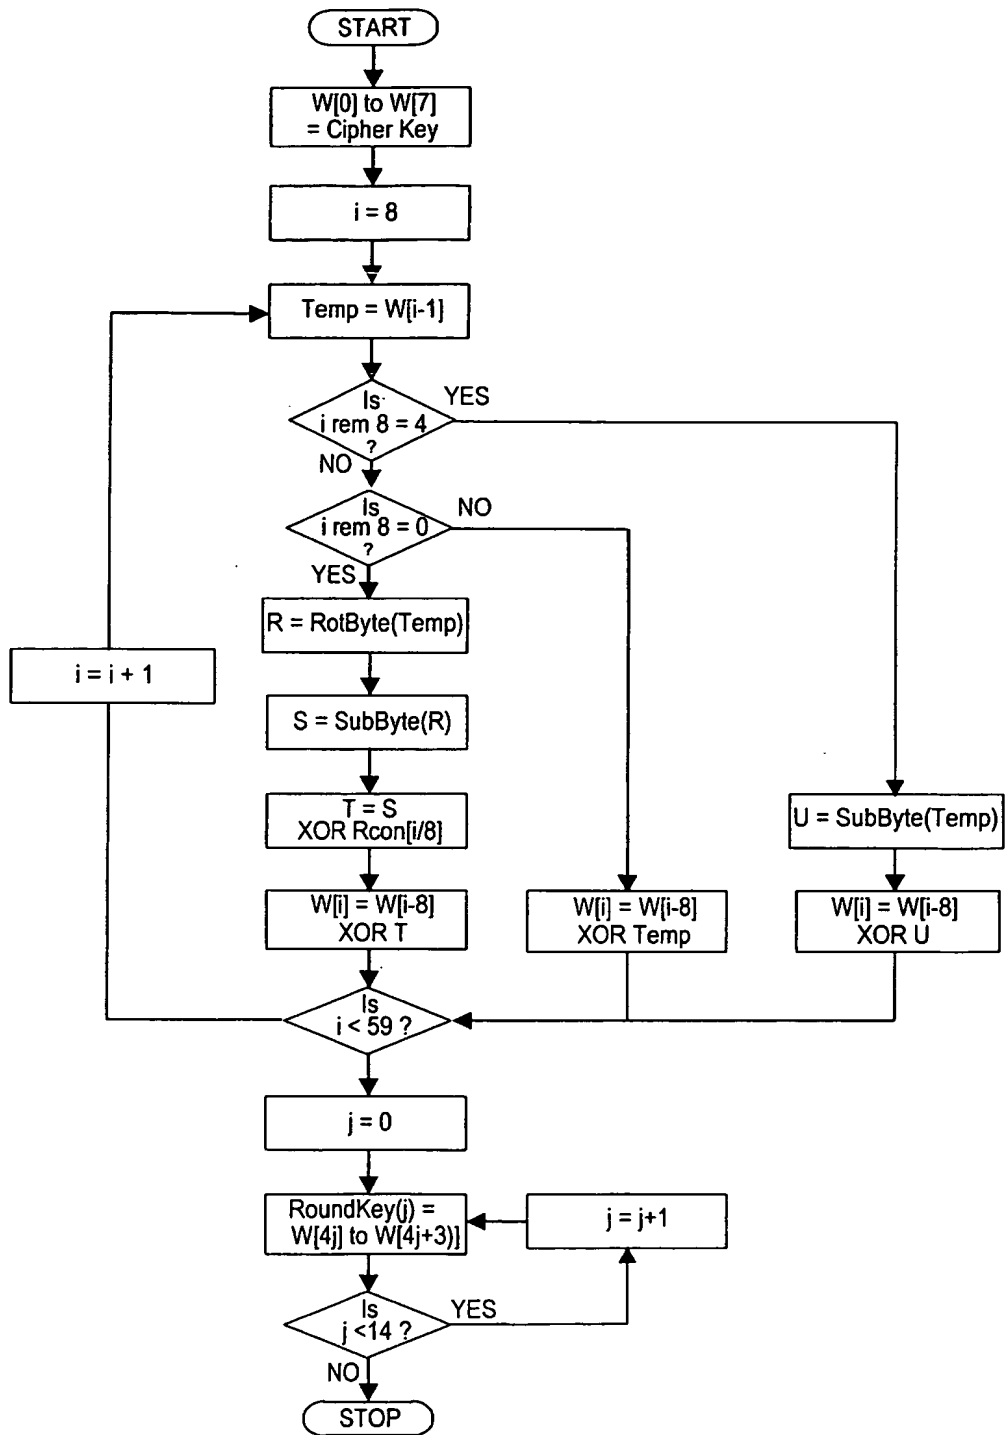 START
W[0] to W[7]
= Cipher Key
i = 8
Temp = W[i-1]
Is
i rem 8 = 4
?
YES
NO
Is
i rem 8 = 0
?
NO
YES
R = RotByte(Temp)
i = i + 1
S = SubByte(R)
T = S
XOR Rcon[i/8]
U = SubByte(Temp)
W[i] = W[i-8]
XOR T
W[i] = W[i-8]
XOR Temp
W[i] = W[i-8]
XOR U
Is
i < 59 ?
j = 0
RoundKey(j) =
W[4j] to W[4j+3)]
j = j+1
Is
j <14 ?
YES
NO
STOP